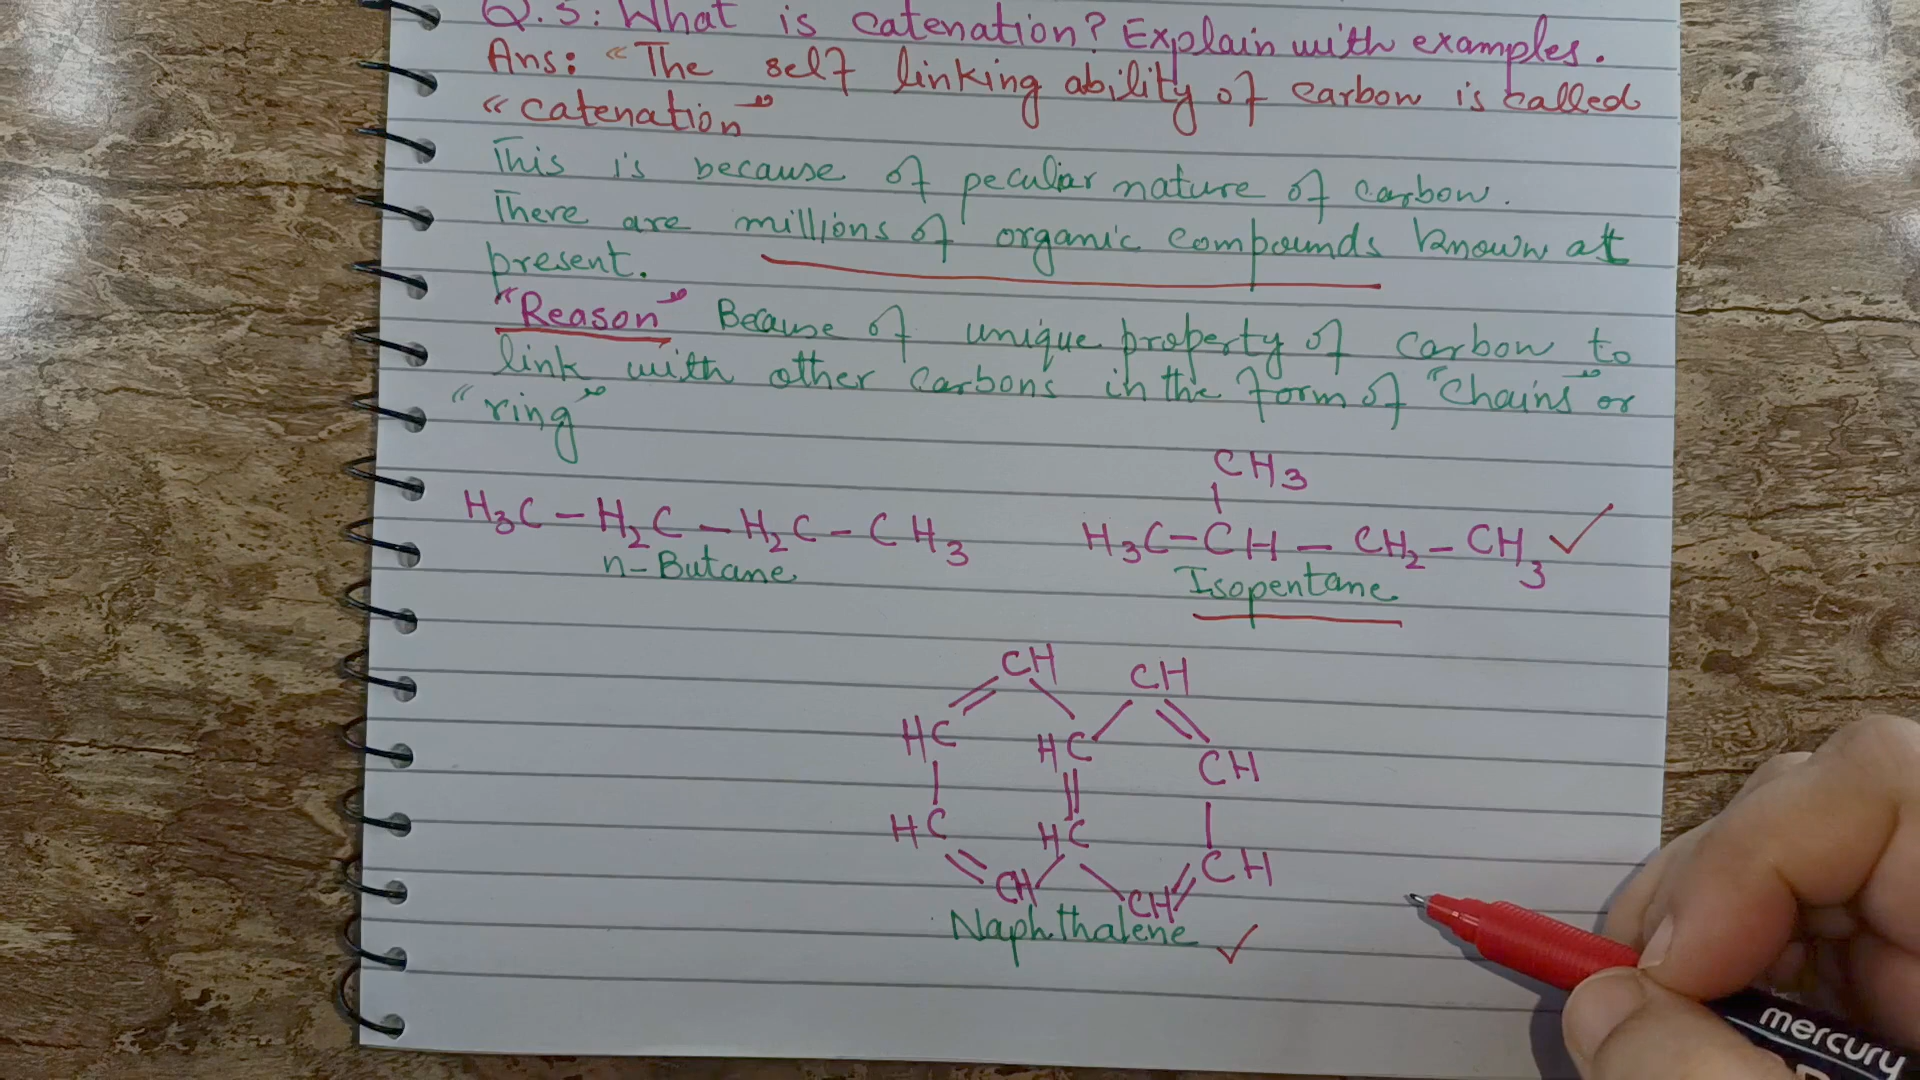 Q.5: What is catenation? Explain with examples.
Ans: "The self linking ability of carbon is called
"catenation"
This is because of peculiar nature of carbon.
There are millions of organic compounds known at
present.
"Reason" Because of unique property of carbon to
link with other carbons in the form of "Chains" or
"ring"
CH3
H3C-H2C-H2C-CH3
H3C-CH-CH2-CH3 ✓
n-Butane
Isopentane
CH CH
HC HC CH
HC HC CH
CH CH
Naphthalene ✓
mercury